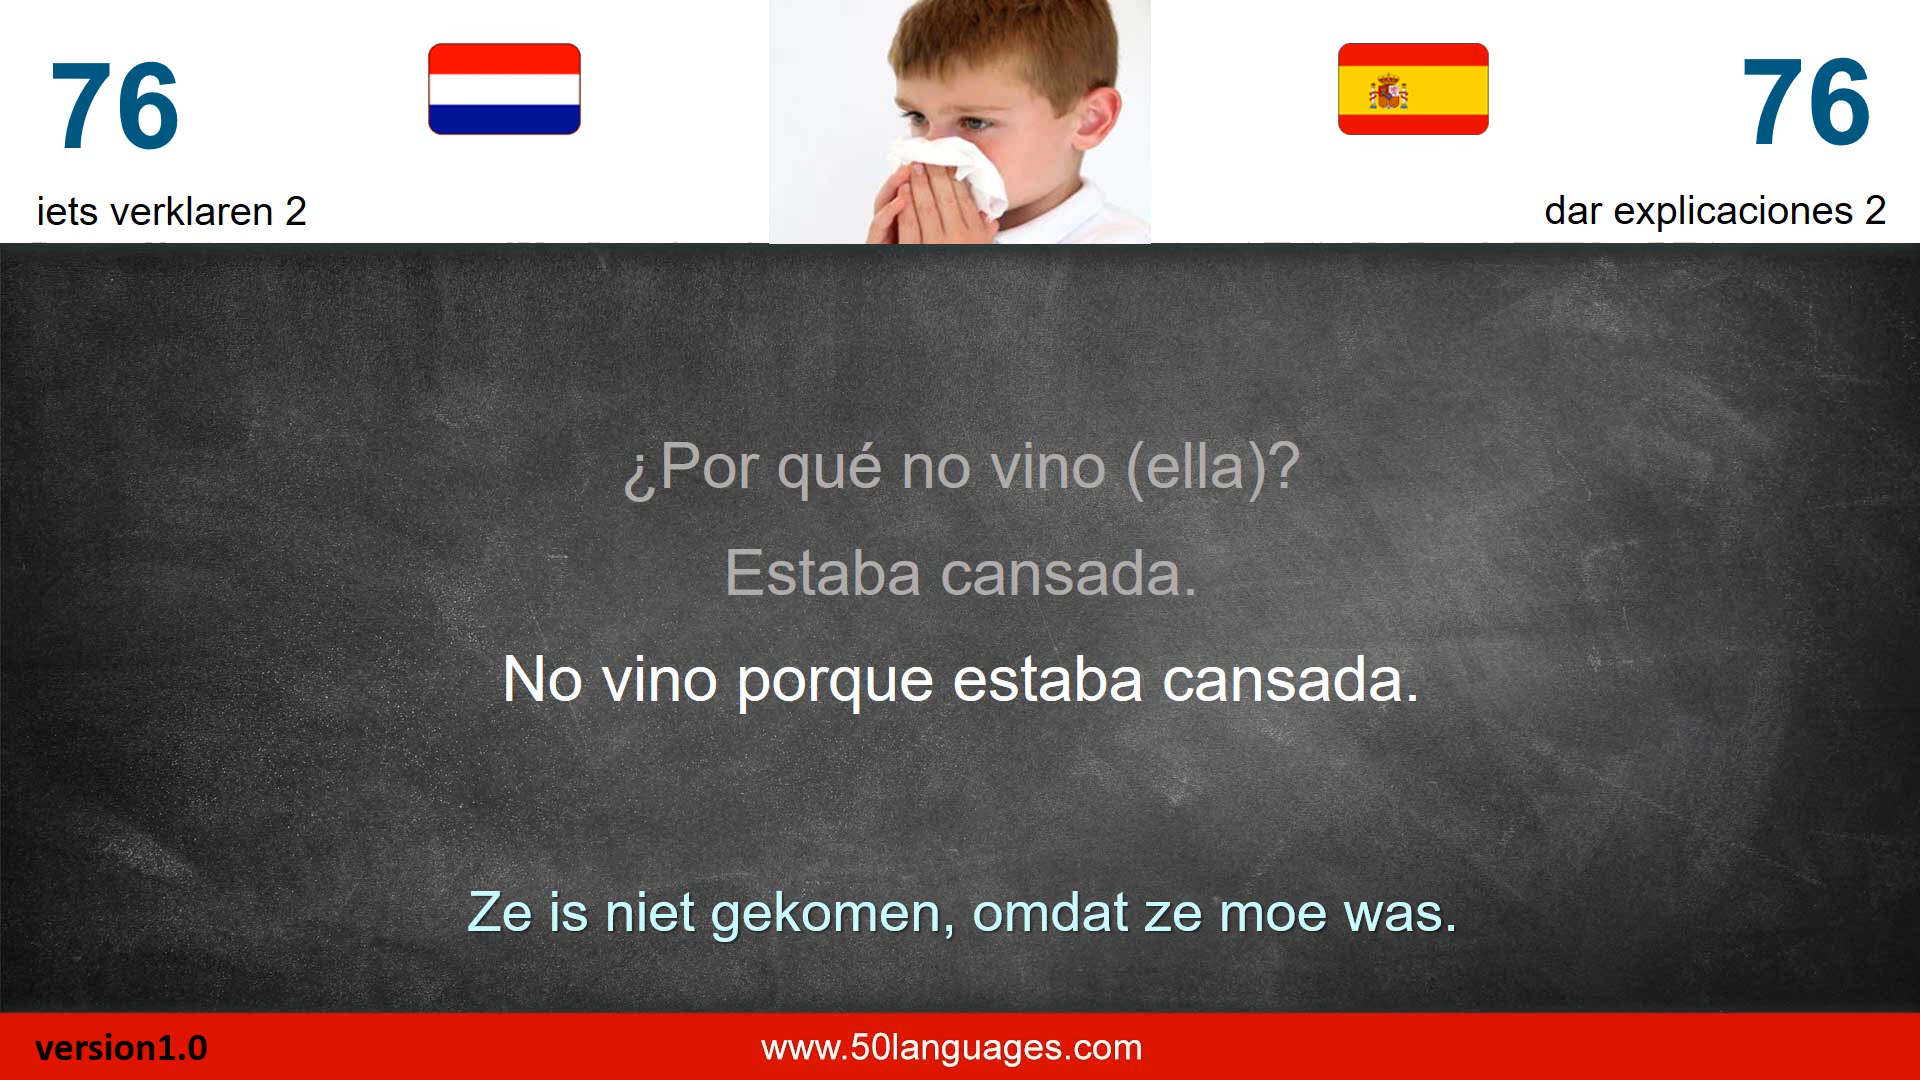 76
76
iets verklaren 2
dar explicaciones 2
¿Por qué no vino (ella)?
Estaba cansada.
No vino porque estaba cansada.
Ze is niet gekomen, omdat ze moe was.
version1.0
www.50languages.com